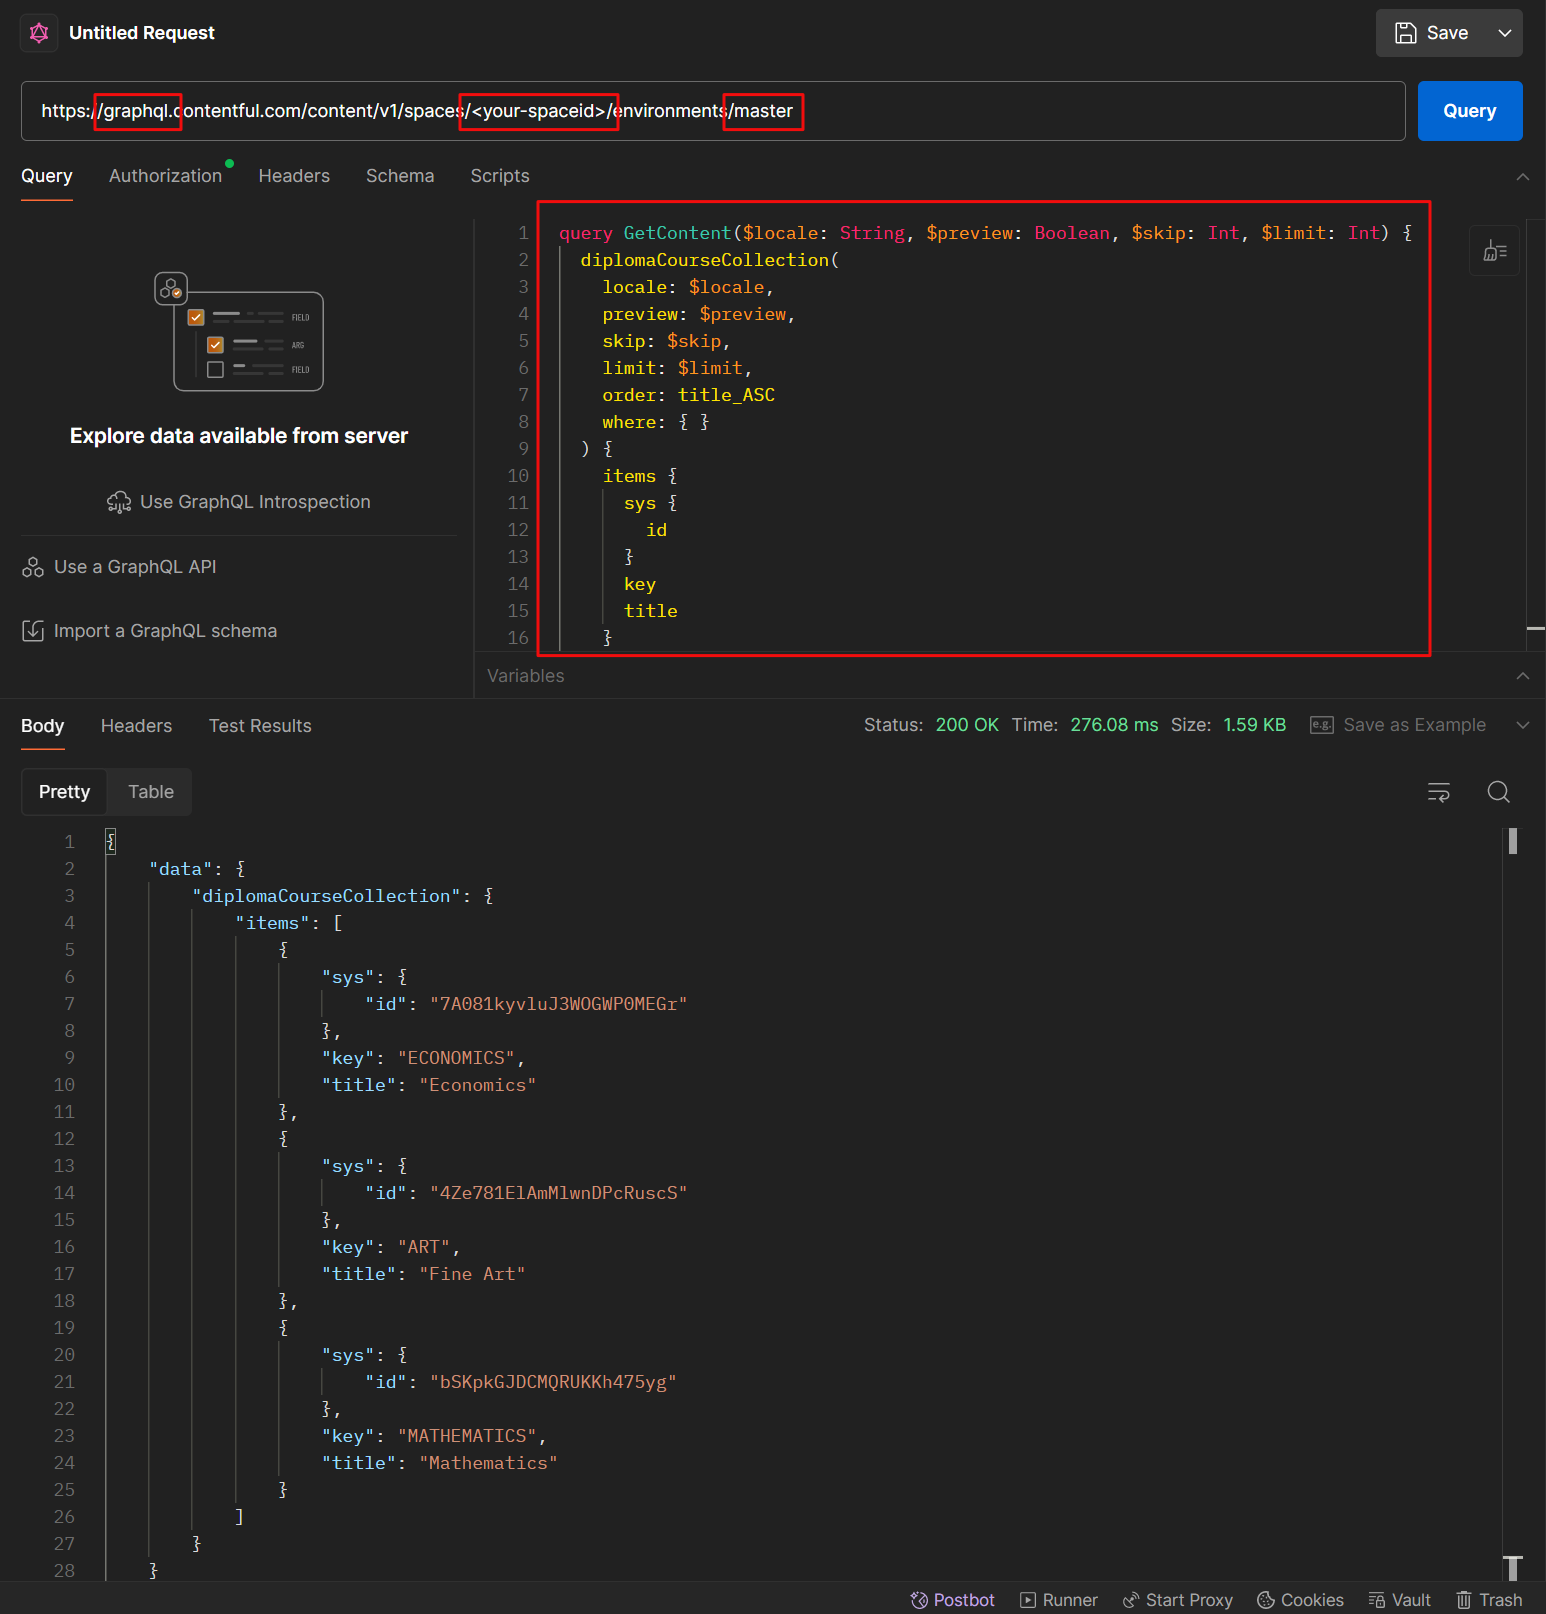 Untitled Request
Save
https://graphql.contentful.com/content/v1/spaces/<your-spaceid>/environments/master
Query
Query Authorization Headers Schema Scripts
FIELD
ARG
FIELD
Explore data available from server
Use GraphQL Introspection
Use a GraphQL API
Import a GraphQL schema
1 query GetContent($locale: String, $preview: Boolean, $skip: Int, $limit: Int) {
2 diplomaCourseCollection(
3 locale: $locale,
4 preview: $preview,
5 skip: $skip,
6 limit: $limit,
7 order: title_ASC
8 where: { }
9 ) {
10 items {
11 sys {
12 id
13 }
14 key
15 title
16 }
Variables
Body Headers Test Results
Status: 200 OK Time: 276.08 ms Size: 1.59 KB e.g. Save as Example
Pretty Table
1 {
2 "data": {
3 "diplomaCourseCollection": {
4 "items": [
5 {
6 "sys": {
7 "id": "7A081kyvluJ3WOGWP0MEGr"
8 },
9 "key": "ECONOMICS",
10 "title": "Economics"
11 },
12 {
13 "sys": {
14 "id": "4Ze781ElAmMlwnDPcRuscS"
15 },
16 "key": "ART",
17 "title": "Fine Art"
18 },
19 {
20 "sys": {
21 "id": "bSKpkGJDCMQRUKKh475yg"
22 },
23 "key": "MATHEMATICS",
24 "title": "Mathematics"
25 }
26 ]
27 }
28 }
Postbot Runner Start Proxy Cookies Vault Trash